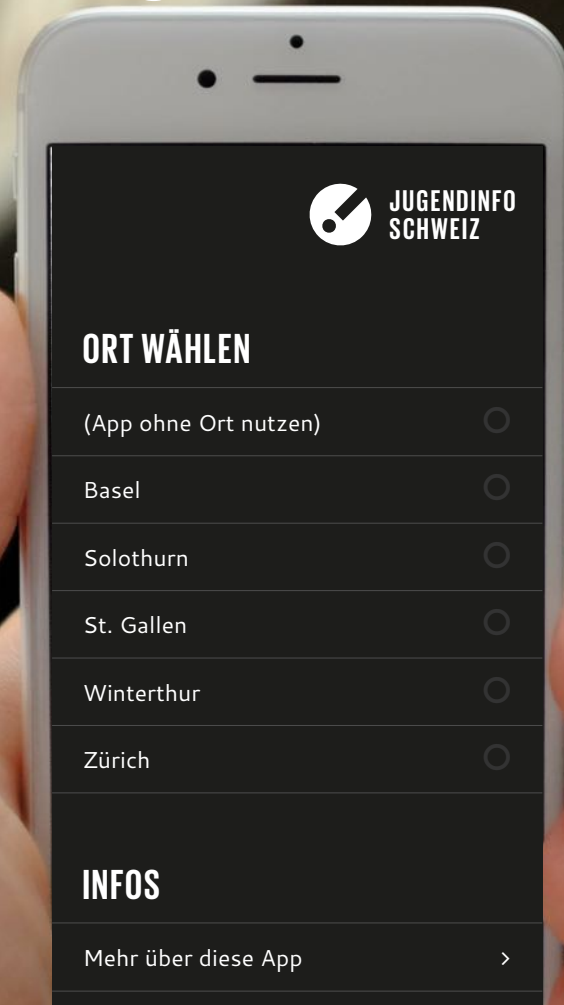 JUGENDINFO
SCHWEIZ
ORT WÄHLEN
(App ohne Ort nutzen)
Basel
Solothurn
St. Gallen
Winterthur
Zürich
INFOS
Mehr über diese App